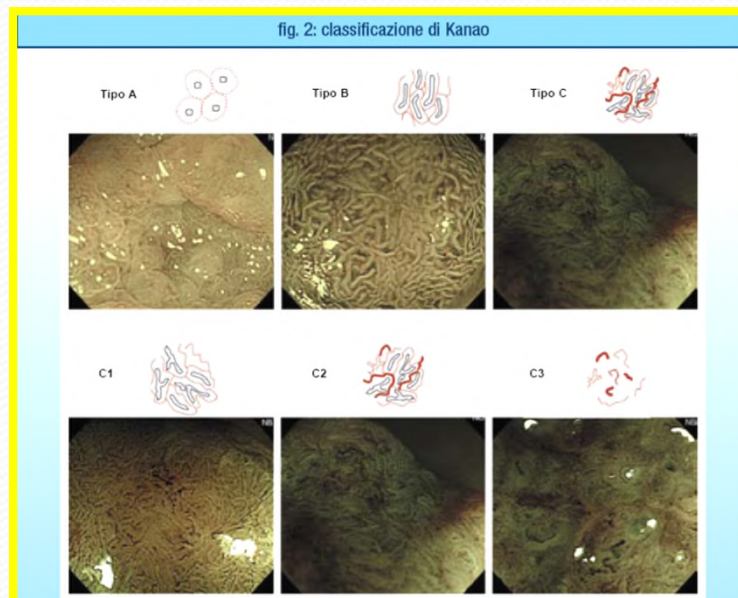 fig. 2: classificazione di Kanao
Tipo A
Tipo B
Tipo C
C1
C2
C3